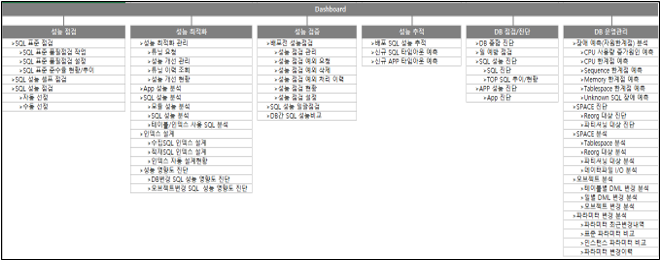 Dashboard
성능 점검
»SQL 표준 점검
»SQL 표준 품질점검 작업
»SQL 표준 품질점검 설정
»SQL 표준 준수율 현황/추이
»SQL 성능 셀프 점검
»SQL 성능 점검
»자동 선정
»수동 선정
성능 최적화
»성능 최적화 관리
»튜닝 요청
»성능 개선 관리
»튜닝 이력 조회
»성능 개선 현황
»App 성능 분석
»SQL 성능 분석
»모듈 성능 분석
»SQL 성능 분석
»테이블/인덱스 사용 SQL 분석
»인덱스 설계
»수집SQL 인덱스 설계
»적재SQL 인덱스 설계
»인덱스 자동 설계현황
»성능 영향도 진단
»DB변경 SQL 성능 영향도 진단
»오브젝트변경 SQL 성능 영향도 진단
성능 검증
»배포전 성능점검
»성능 점검 관리
»성능 점검 예외 요청
»성능 점검 예외 삭제
»성능 점검 예외 처리 이력
»성능 점검 현황
»성능 점검 설정
»SQL 성능 일괄점검
»DB간 SQL 성능비교
성능 추적
»배포 SQL 성능 추적
»신규 SQL 타임아웃 예측
»신규 APP 타임아웃 예측
DB 점검/진단
»DB 종합 진단
»일 예방 점검
»SQL 성능 진단
»SQL 진단
»TOP SQL 추이/현황
»APP 성능 진단
»App 진단
DB 운영관리
»장애 예측(자원한계점) 분석
»CPU 사용량 증가원인 예측
»CPU 한계점 예측
»Sequence 한계점 예측
»Memory 한계점 예측
»Tablespace 한계점 예측
»Unknown SQL 장애 예측
»SPACE 진단
»Reorg 대상 진단
»파티셔닝 대상 진단
»SPACE 분석
»Tablespace 분석
»Reorg 대상 분석
»파티셔닝 대상 분석
»데이터파일 I/O 분석
»오브젝트 분석
»테이블별 DML 변경 분석
»일별 DML 변경 분석
»오브젝트 변경 분석
»파라미터 변경 분석
»파라미터 최근변경내역
»표준 파라미터 비교
»인스턴스 파라미터 비교
»파라미터 변경이력